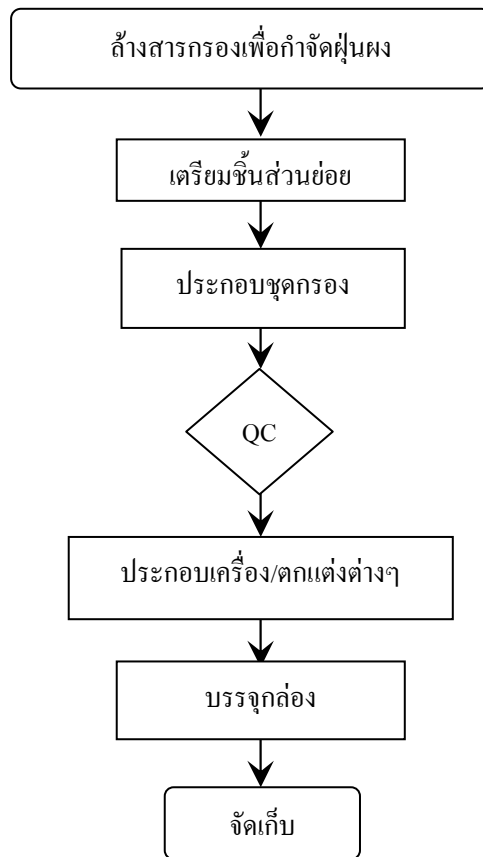 ล้างสารกรองเพื่อกำจัดฝุ่นผง
เตรียมชิ้นส่วนย่อย
ประกอบชุดกรอง
QC
ประกอบเครื่อง/ตกแต่งต่างๆ
บรรจุกล่อง
จัดเก็บ